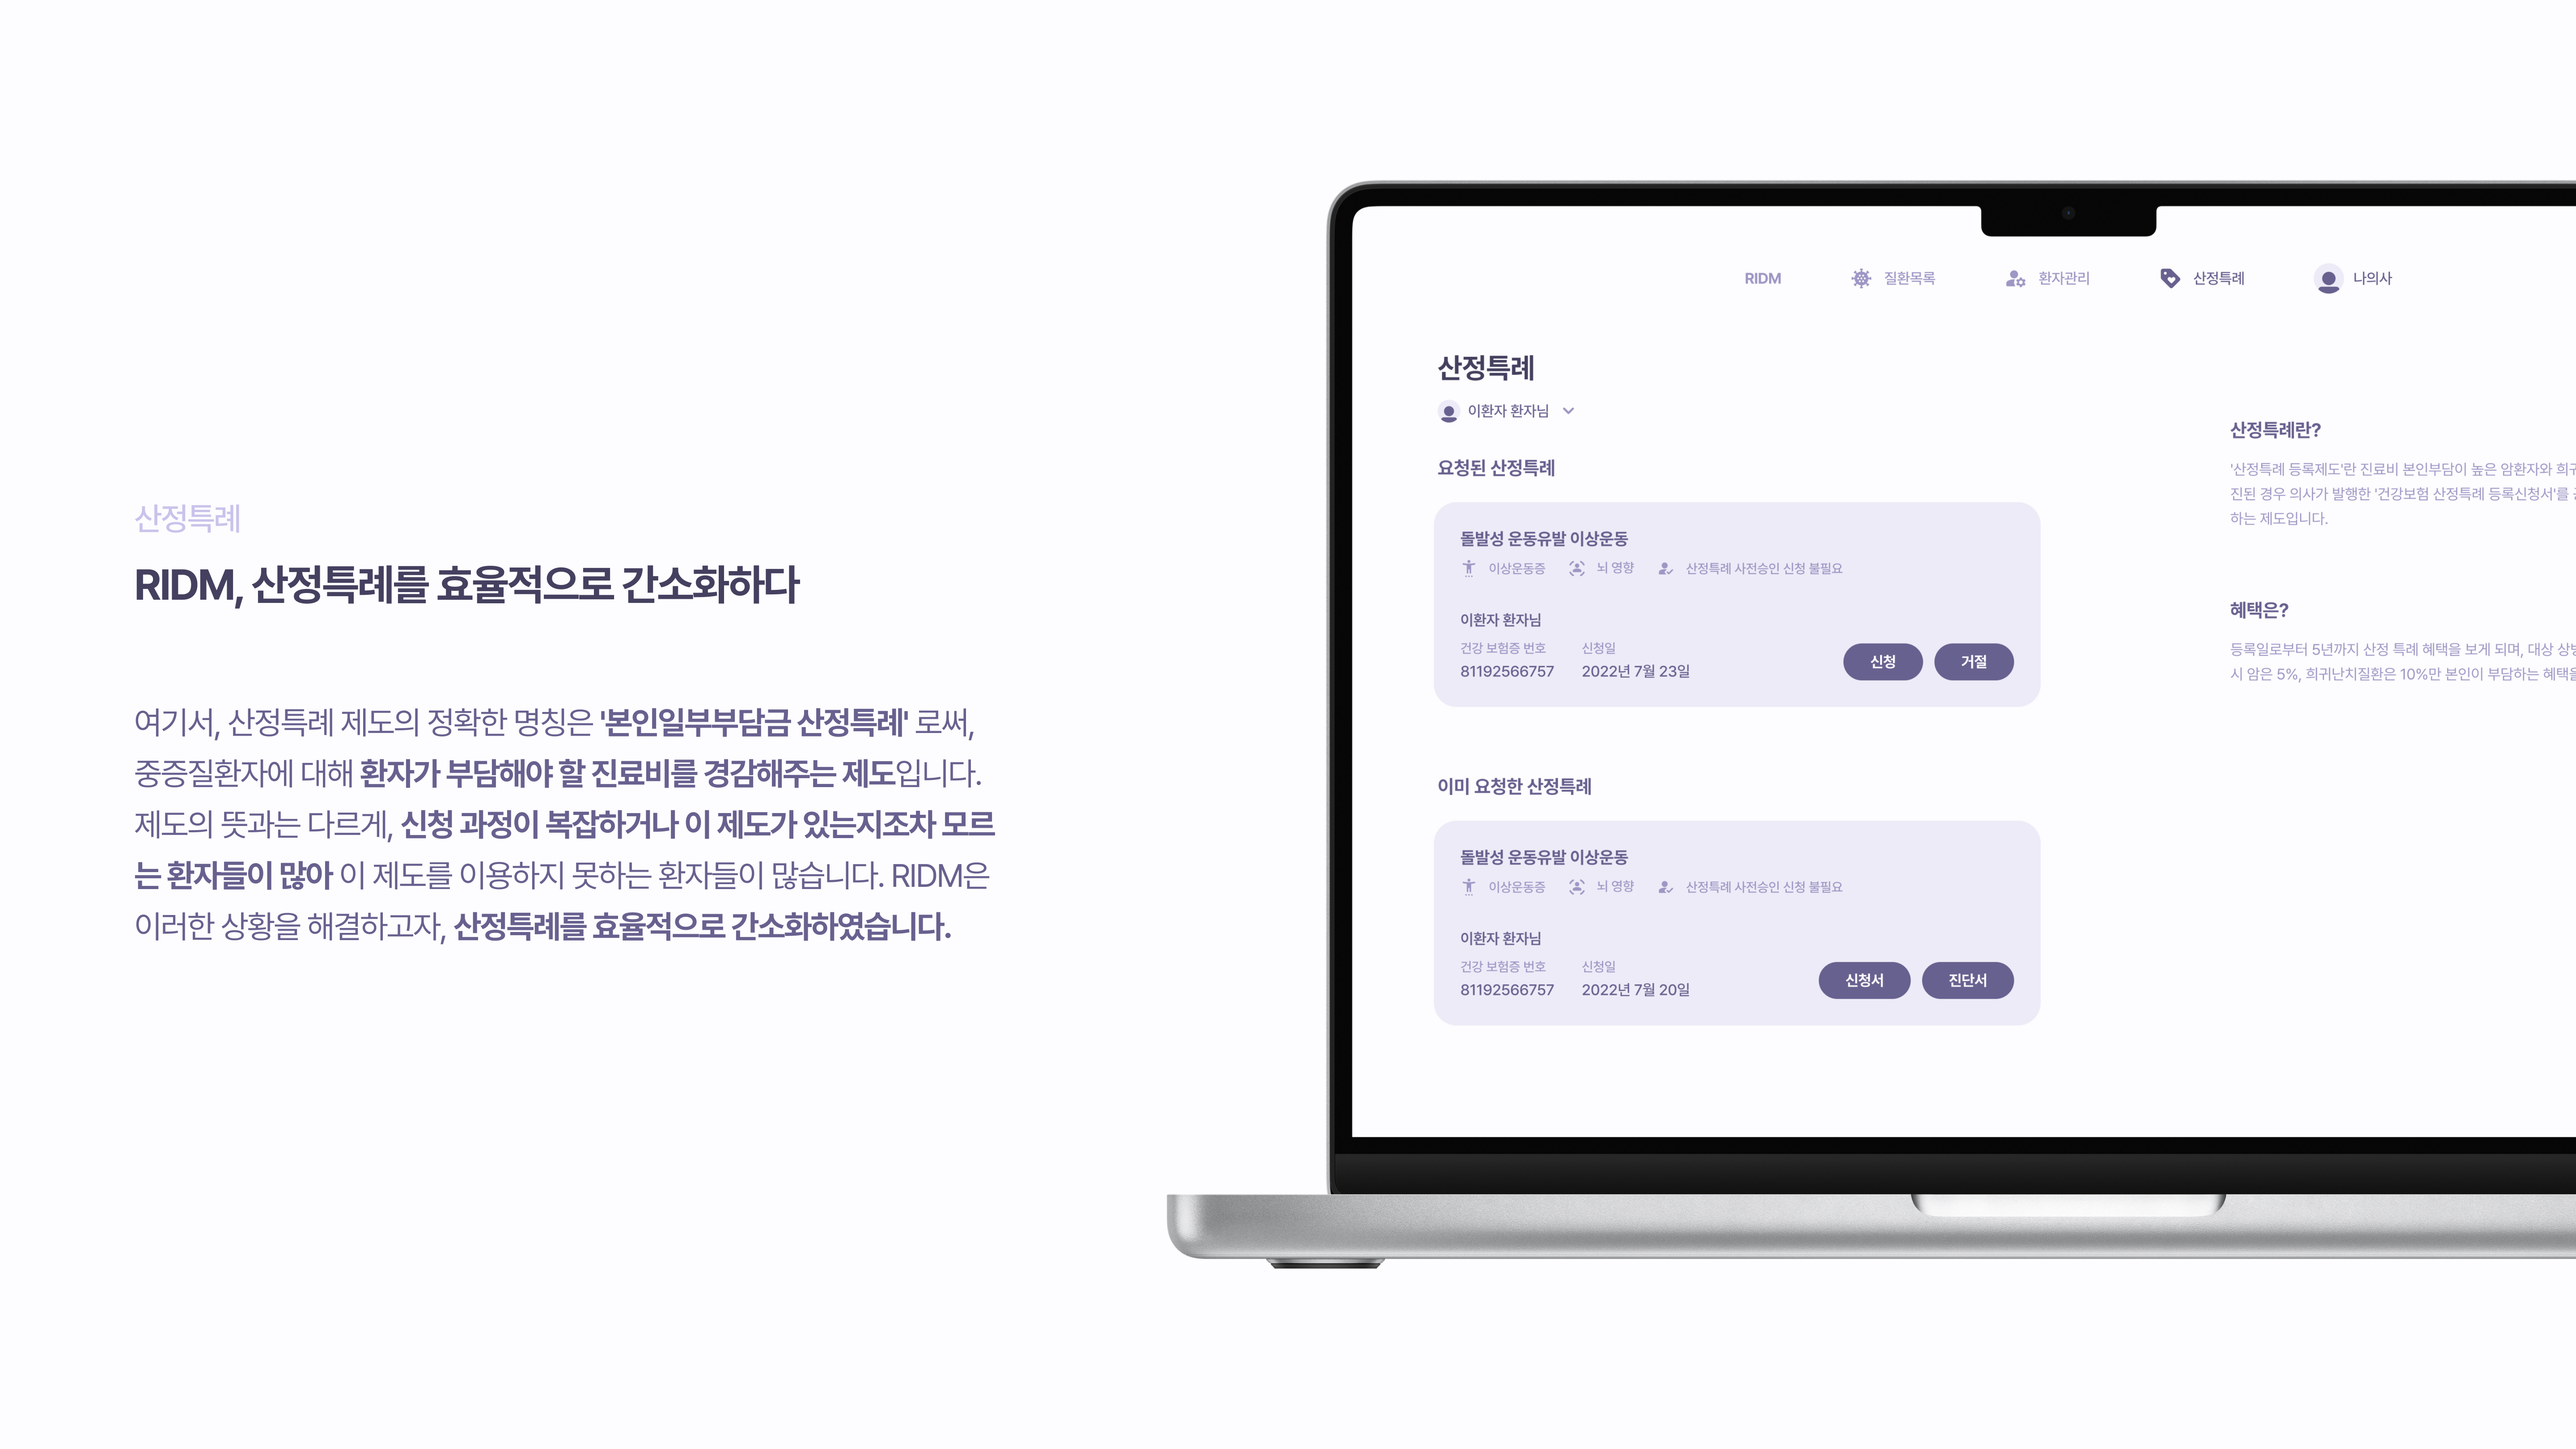 산정특례
RIDM, 산정특례를 효율적으로 간소화하다
여기서, 산정특례 제도의 정확한 명칭은 '본인일부부담금 산정특례' 로써,
중증질환자에 대해 환자가 부담해야 할 진료비를 경감해주는 제도입니다.
제도의 뜻과는 다르게, 신청 과정이 복잡하거나 이 제도가 있는지조차 모르
는 환자들이 많아 이 제도를 이용하지 못하는 환자들이 많습니다. RIDM은
이러한 상황을 해결하고자, 산정특례를 효율적으로 간소화하였습니다.
RIDM 질환목록 환자관리 산정특례 나의사
산정특례
이환자 환자님
요청된 산정특례
돌발성 운동유발 이상운동
이상운동증 뇌 영향 산정특례 사전승인 신청 불필요
이환자 환자님
건강 보험증 번호 신청일
81192566757 2022년 7월 23일
신청 거절
이미 요청한 산정특례
돌발성 운동유발 이상운동
이상운동증 뇌 영향 산정특례 사전승인 신청 불필요
이환자 환자님
건강 보험증 번호 신청일
81192566757 2022년 7월 20일
신청서 진단서
산정특례란?
'산정특례 등록제도'란 진료비 본인부담이 높은 암환자와
진된 경우 의사가 발행한 '건강보험 산정특례 등록신청서'를
하는 제도입니다.
혜택은?
등록일로부터 5년까지 산정 특례 혜택을 보게 되며, 대상
시 암은 5%, 희귀난치질환은 10%만 본인이 부담하는 혜택을